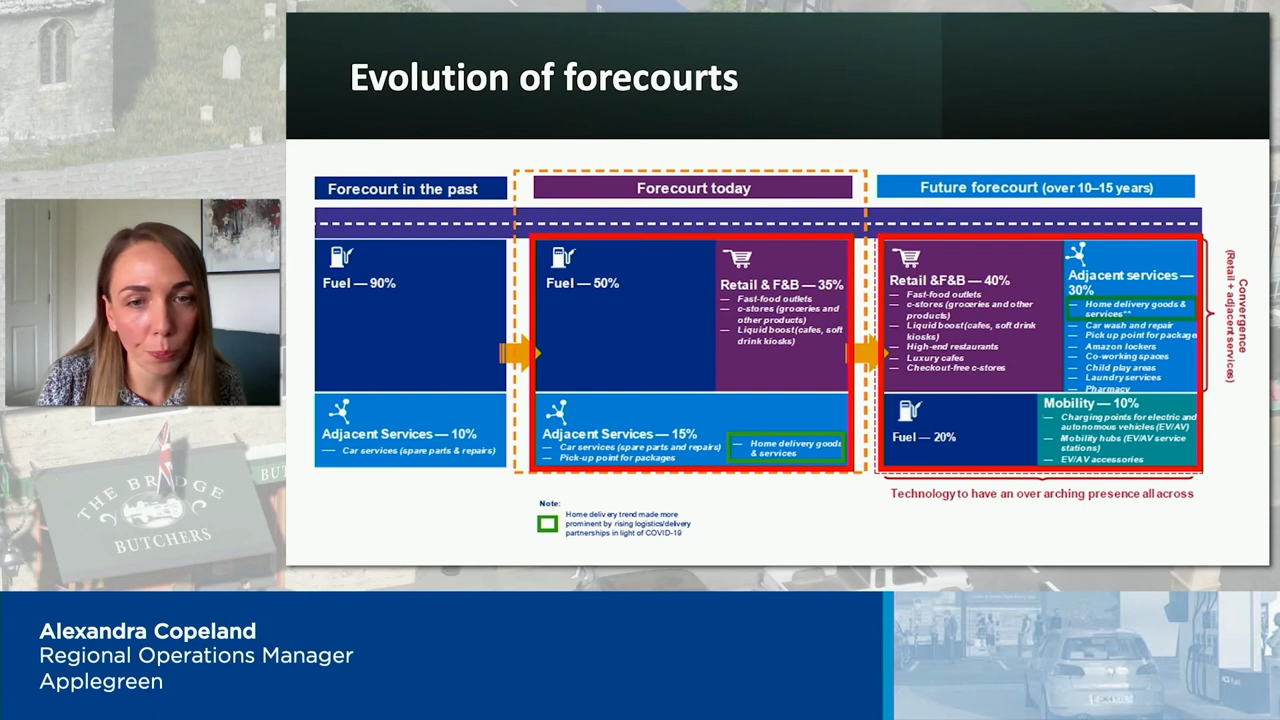 Evolution of forecourts
Forecourt in the past
Forecourt today
Future forecourt (over 10–15 years)
Fuel — 90%
Adjacent Services — 10%
— Car services (spare parts & repairs)
Fuel — 50%
Retail & F&B — 35%
— Fast-food outlets
— c-stores (groceries and
other products)
— Liquid boost(cafes, soft
drink kiosks)
Adjacent Services — 15%
— Car services (spare parts and repairs)
— Pick-up point for packages
— Home delivery goods
& services
Retail &F&B — 40%
— Fast-food outlets
— c-stores (groceries and other
products)
— Liquid boost(cafes, soft drink
kiosks)
— High-end restaurants
— Luxury cafes
— Checkout-free c-stores
Adjacent services —
30%
— Home delivery goods &
services**
— Car wash and repair
— Pick up point for package
— Amazon lockers
— Co-working spaces
— Child play areas
— Laundry services
— Pharmacy
Fuel — 20%
Mobility — 10%
— Charging points for electric and
autonomous vehicles (EV/AV)
— Mobility hubs (EV/AV service
stations)
— EV/AV accessories
Convergence
(Retail + adjacent services)
Technology to have an over arching presence all across
Note:
Home delivery trend made more
prominent by rising logistics/delivery
partnerships in light of COVID-19
THE BRIDGE
BUTCHERS
BUT
Alexandra Copeland
Regional Operations Manager
Applegreen